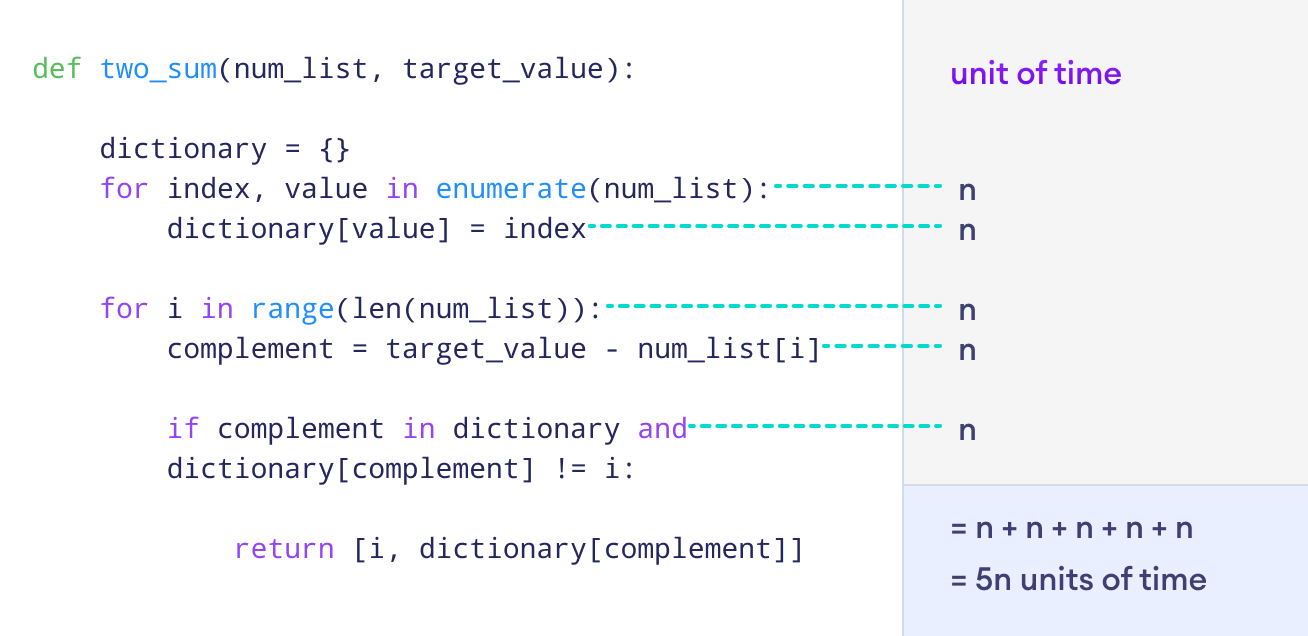 def two_sum(num_list, target_value):
unit of time
    dictionary = {}
    for index, value in enumerate(num_list): n
        dictionary[value] = index n
    for i in range(len(num_list)): n
        complement = target_value - num_list[i] n
        if complement in dictionary and n
        dictionary[complement] != i:
            return [i, dictionary[complement]]
= n + n + n + n + n
= 5n units of time